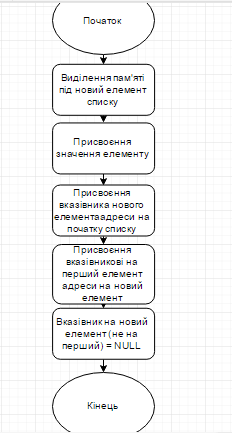 Початок
Виділення пам'яті
під новий елемент
списку
Присвоєння
значення елементу
Присвоєння
вказівника нового
елементаадреси на
початку списку
Присвоєння
вказівникові на
перший елемент
адреси на новий
елемент
Вказівник на новий
елемент (не на
перший) = NULL
Кінець